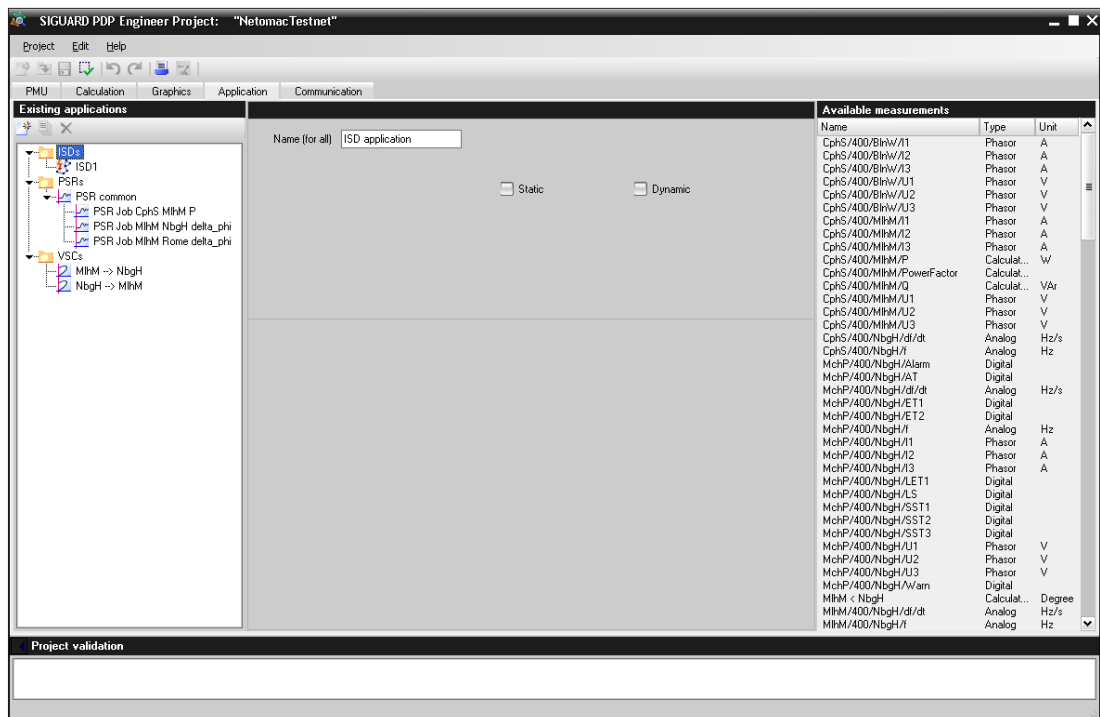 SIGUARD PDP Engineer Project: "NetomacTestnet"
Project Edit Help
PMU Calculation Graphics Application Communication
Existing applications
ISDs
ISD1
PSRs
PSR common
PSR Job CphS MlhM P
PSR Job MlhM NbgH delta_phi
PSR Job MlhM Rome delta_phi
VSCs
MlhM --> NbgH
NbgH --> MlhM
Name (for all) ISD application
Static Dynamic
Available measurements
Name Type Unit
CphS/400/BlnW/I1 Phasor A
CphS/400/BlnW/I2 Phasor A
CphS/400/BlnW/I3 Phasor A
CphS/400/BlnW/U1 Phasor V
CphS/400/BlnW/U2 Phasor V
CphS/400/BlnW/U3 Phasor V
CphS/400/MlhM/I1 Phasor A
CphS/400/MlhM/I2 Phasor A
CphS/400/MlhM/I3 Phasor A
CphS/400/MlhM/P Calculat... W
CphS/400/MlhM/PowerFactor Calculat...
CphS/400/MlhM/Q Calculat... VAr
CphS/400/MlhM/U1 Phasor V
CphS/400/MlhM/U2 Phasor V
CphS/400/MlhM/U3 Phasor V
CphS/400/NbgH/df/dt Analog Hz/s
CphS/400/NbgH/f Analog Hz
MchP/400/NbgH/Alarm Digital
MchP/400/NbgH/AT Digital
MchP/400/NbgH/df/dt Analog Hz/s
MchP/400/NbgH/ET1 Digital
MchP/400/NbgH/ET2 Digital
MchP/400/NbgH/f Analog Hz
MchP/400/NbgH/I1 Phasor A
MchP/400/NbgH/I2 Phasor A
MchP/400/NbgH/I3 Phasor A
MchP/400/NbgH/LET1 Digital
MchP/400/NbgH/LS Digital
MchP/400/NbgH/SST1 Digital
MchP/400/NbgH/SST2 Digital
MchP/400/NbgH/SST3 Digital
MchP/400/NbgH/U1 Phasor V
MchP/400/NbgH/U2 Phasor V
MchP/400/NbgH/U3 Phasor V
MchP/400/NbgH/Warn Digital
MlhM < NbgH Calculat... Degree
MlhM/400/NbgH/df/dt Analog Hz/s
MlhM/400/NbgH/f Analog Hz
Project validation